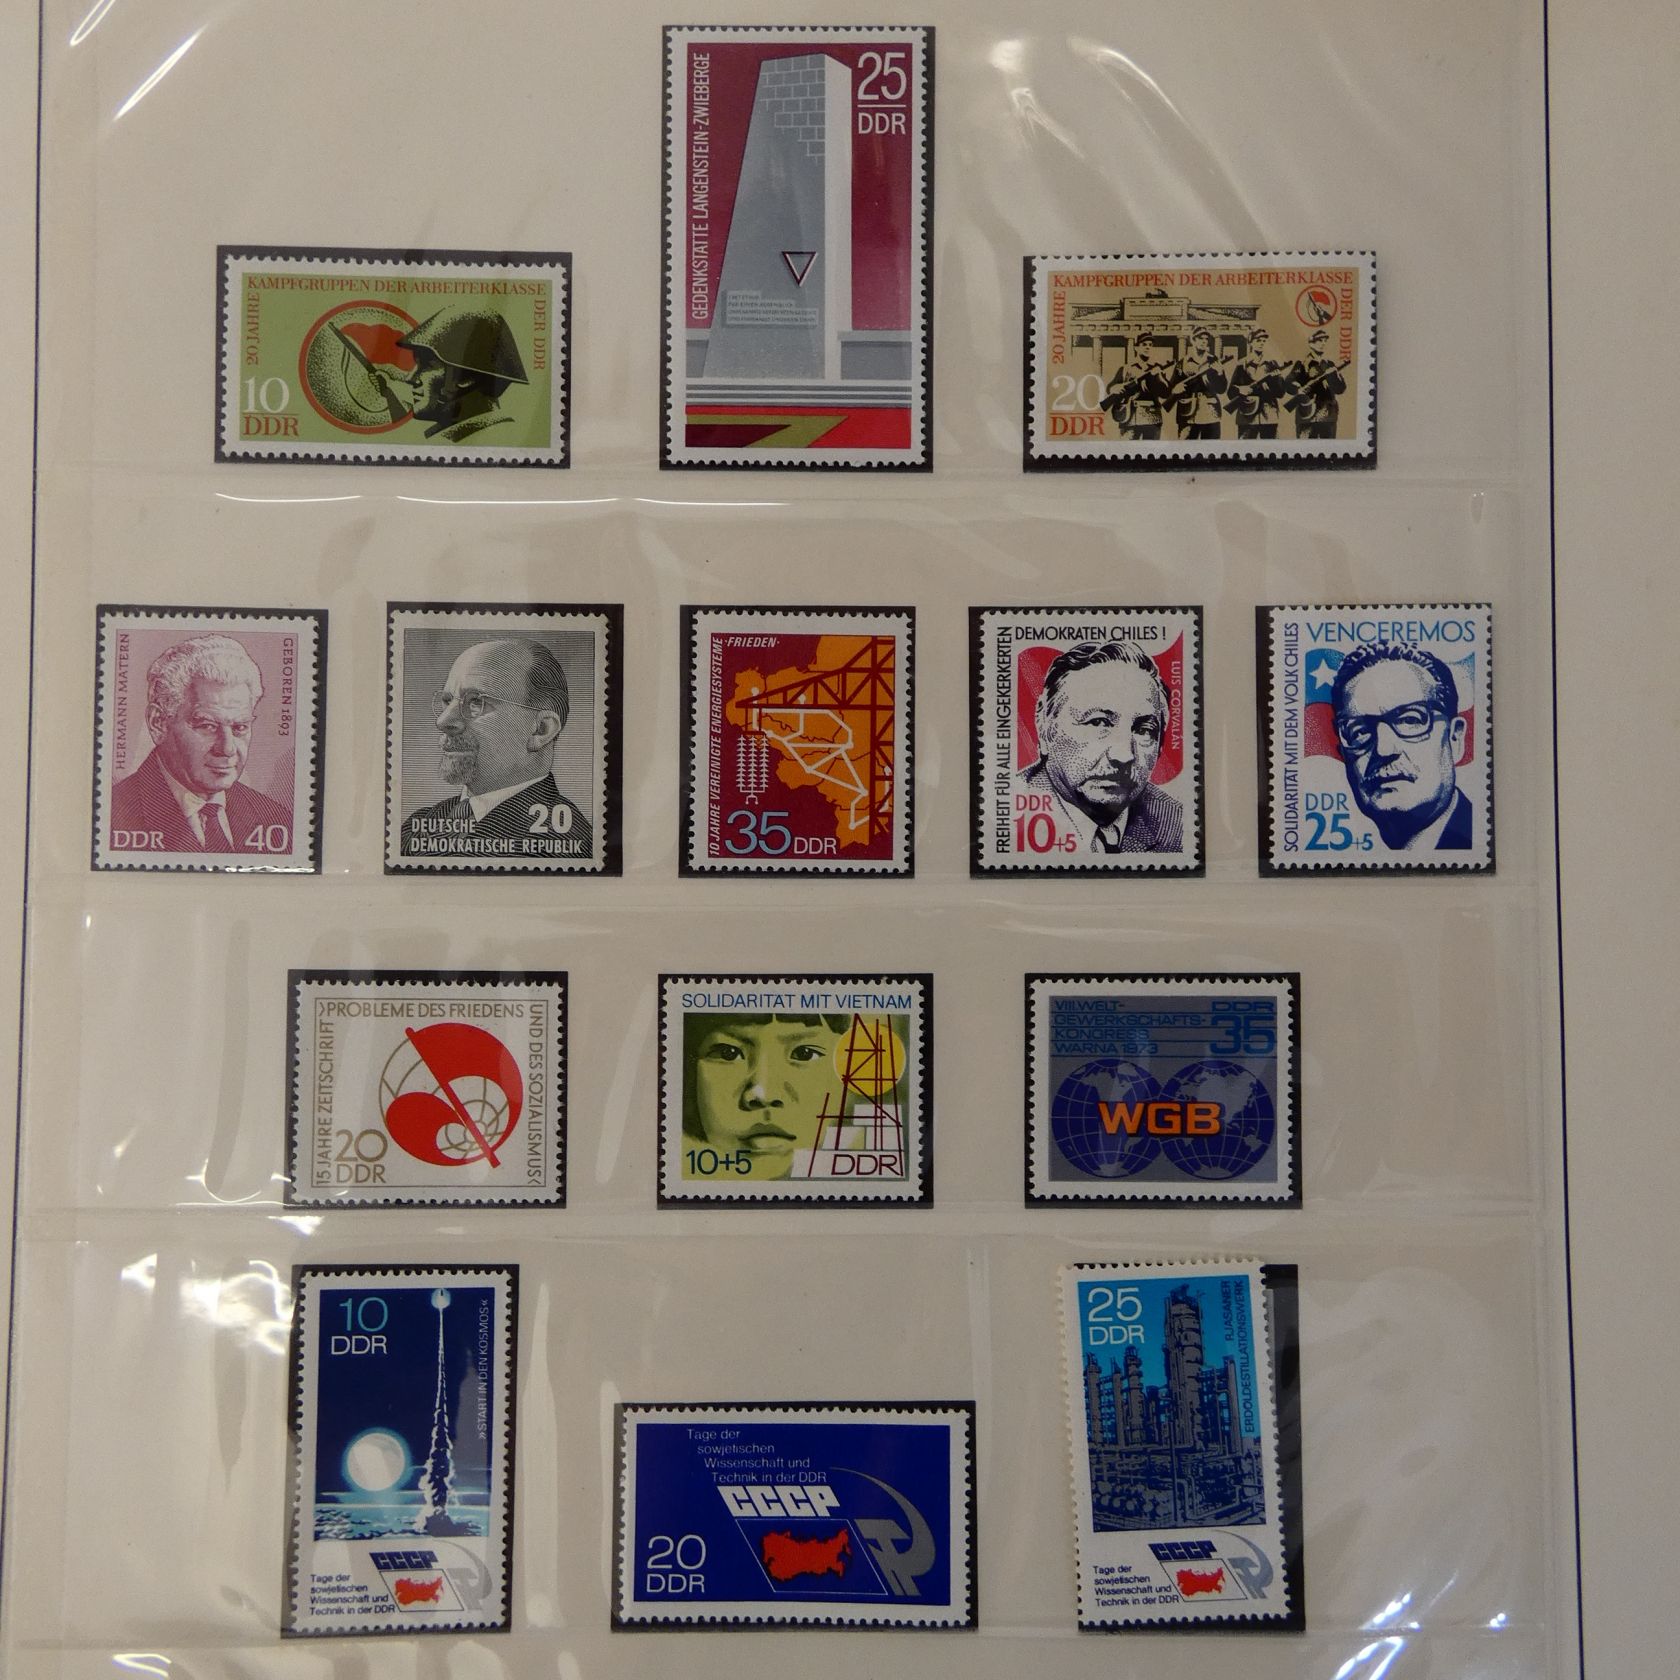 20 JAHRE
KAMPFGRUPPEN DER ARBEITERKLASSE
DER DDR
10
DDR
GEDENKSTÄTTE LANGENSTEIN-ZWIEBERGE
25
DDR
20 JAHRE
KAMPFGRUPPEN DER ARBEITERKLASSE
DER DDR
20
DDR
HERMANN MATERN
GEBOREN 1893
DDR 40
20
DEUTSCHE
DEMOKRATISCHE REPUBLIK
10 JAHRE VEREINIGTE ENERGIESYSTEME
·FRIEDEN·
35 DDR
FREIHEIT FÜR ALLE EINGEKERKERTEN
DEMOKRATEN CHILES !
LUIS CORVALAN
DDR
10+5
SOLIDARITÄT MIT DEM VOLK CHILES
VENCEREMOS
DDR
25+5
15 JAHRE ZEITSCHRIFT
›PROBLEME DES FRIEDENS
UND DES SOZIALISMUS‹
20
DDR
SOLIDARITÄT MIT VIETNAM
10+5
DDR
VIII. WELT-
GEWERKSCHAFTS-
KONGRESS
WARNA 1973
DDR
35
WGB
10
DDR
»START IN DEN KOSMOS«
CCCP
Tage der
sowjetischen
Wissenschaft und
Technik in der DDR
Tage der
sowjetischen
Wissenschaft und
Technik in der DDR
CCCP
20
DDR
25
DDR
RJASANER
ERDÖLDESTILLATIONSWERK
CCCP
Tage der
sowjetischen
Wissenschaft und
Technik in der DDR